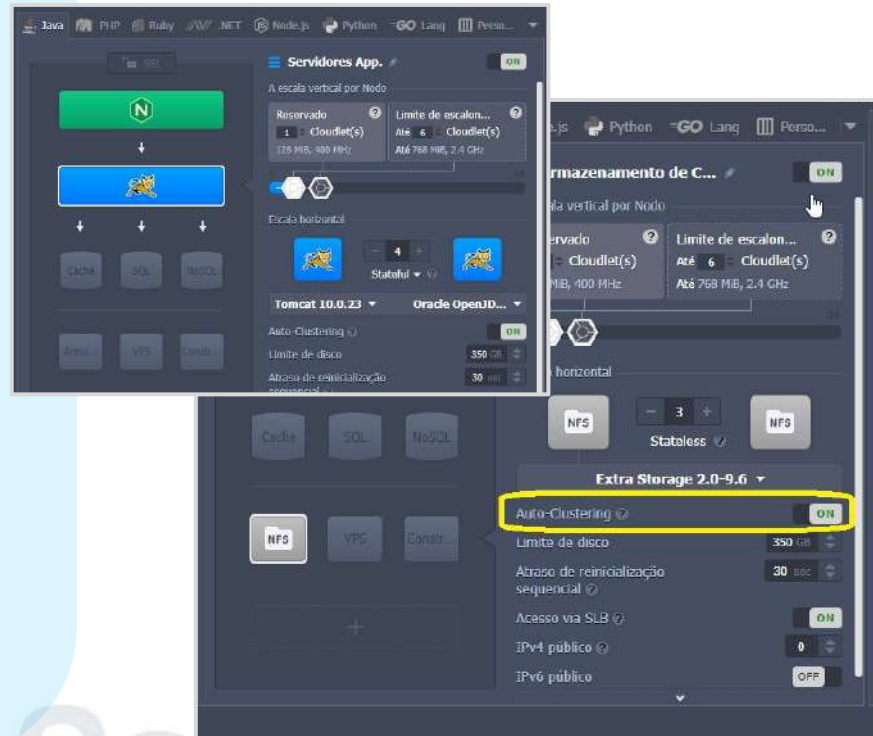 Java PHP Ruby .NET Node.js Python GO Lang Perso...
SSL
Servidores App.
ON
A escala vertical por Nodo
Reservado ?
1 Cloudlet(s)
128 MiB, 400 MHz
Limite de escalon... ?
Até 6 Cloudlet(s)
Até 768 MiB, 2.4 GHz
Escala horizontal
4
Stateful
Tomcat 10.0.23 Oracle OpenJD...
Auto-Clustering ON
Limite de disco 350 GB
Atraso de reinicialização 30 sec
sequencial
Cache SQL NoSQL
Arma... VPS Constr...
.js Python GO Lang Perso...
rmazenamento de C... ON
ala vertical por Nodo
ervado ?
Cloudlet(s)
MiB, 400 MHz
Limite de escalon... ?
Até 6 Cloudlet(s)
Até 768 MiB, 2.4 GHz
64
horizontal
NFS - 3 + NFS
Stateless
Extra Storage 2.0-9.6
Auto-Clustering ON
Limite de disco 350 GB
Atraso de reinicialização 30 sec
sequencial
Acesso via SLB ON
IPv4 público 0
IPv6 público OFF
Cache SQL NoSQL
NFS VPS Constr...